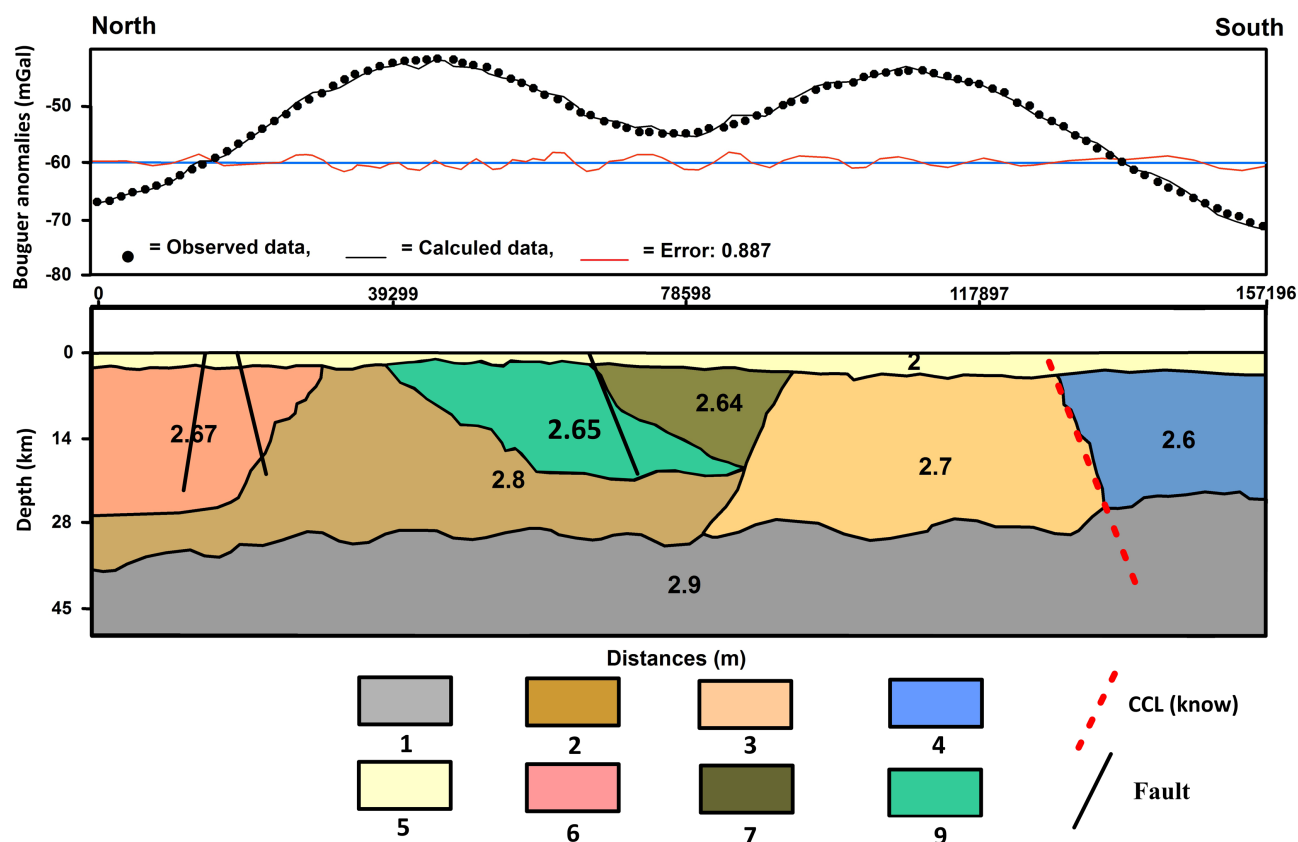 North South
Bouguer anomalies (mGal)
-50
-60
-70
-80
= Observed data, = Calculed data, = Error: 0.887
0 39299 78598 117897 157196
Depth (km)
0
14
28
45
2
2.67
2.65
2.64
2.8
2.7
2.6
2.9
Distances (m)
1 2 3 4
CCL (know)
5 6 7 9
Fault